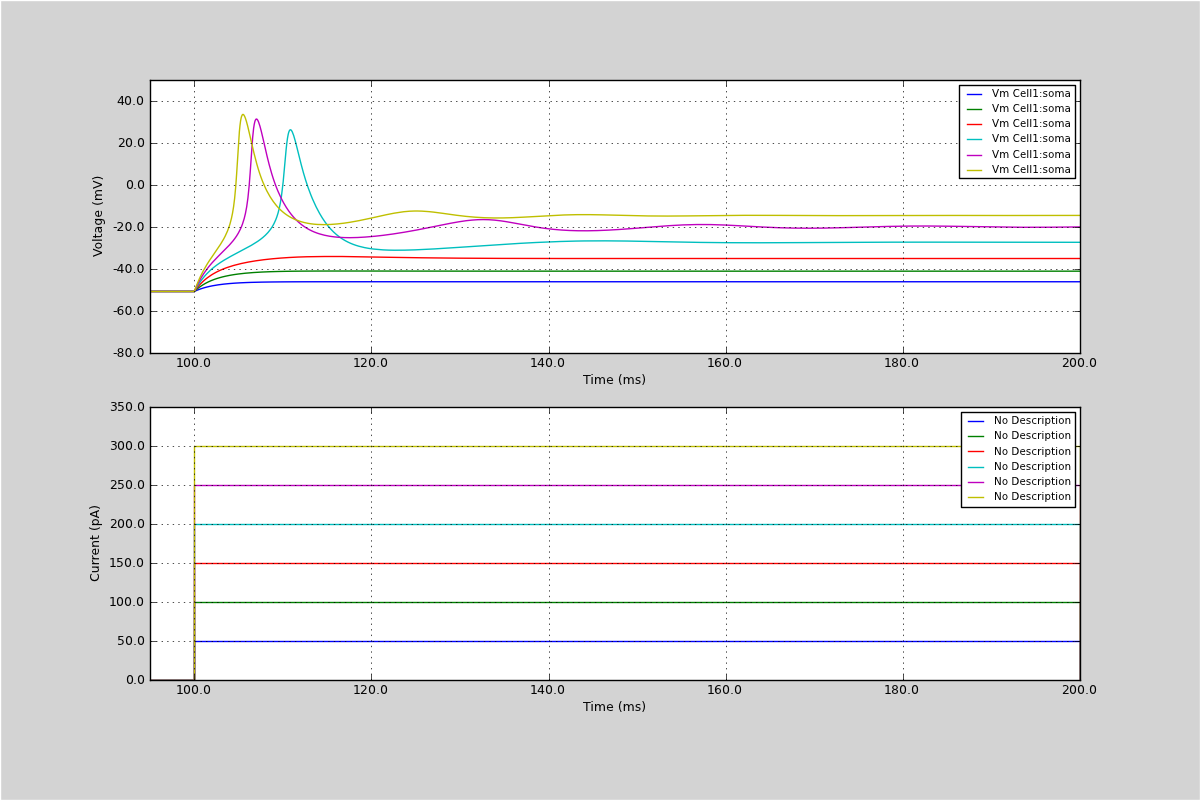 40.0
20.0
0.0
-20.0
-40.0
-60.0
-80.0
Voltage (mV)
Vm Cell1:soma
Vm Cell1:soma
Vm Cell1:soma
Vm Cell1:soma
Vm Cell1:soma
Vm Cell1:soma
100.0 120.0 140.0 160.0 180.0 200.0
Time (ms)
350.0
300.0
250.0
200.0
150.0
100.0
50.0
0.0
Current (pA)
No Description
No Description
No Description
No Description
No Description
No Description
100.0 120.0 140.0 160.0 180.0 200.0
Time (ms)